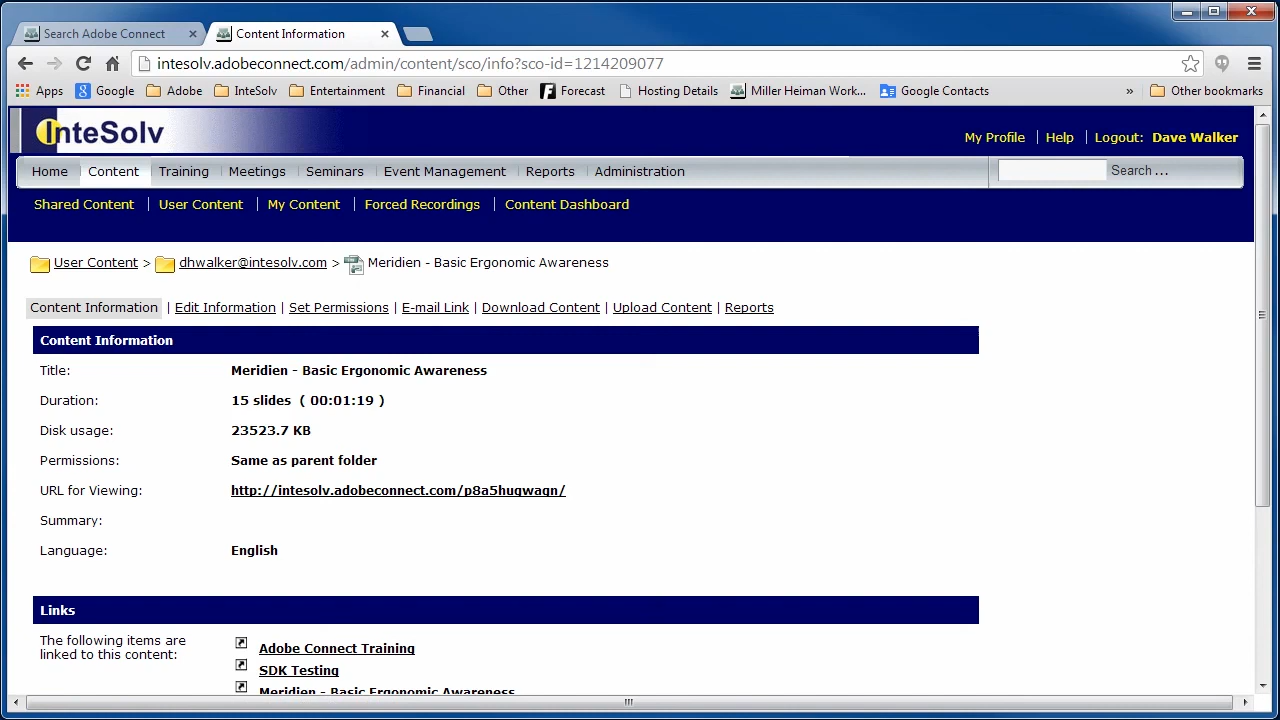 Search Adobe Connect
Content Information
intesolv.adobeconnect.com/admin/content/sco/info?sco-id=1214209077
Apps Google Adobe InteSolv Entertainment Financial Other Forecast Hosting Details Miller Heiman Work... Google Contacts » Other bookmarks
InteSolv
My Profile | Help | Logout: Dave Walker
Home Content Training Meetings Seminars Event Management Reports Administration Search ...
Shared Content | User Content | My Content | Forced Recordings | Content Dashboard
User Content > dhwalker@intesolv.com > Meridien - Basic Ergonomic Awareness
Content Information | Edit Information | Set Permissions | E-mail Link | Download Content | Upload Content | Reports
Content Information
Title: Meridien - Basic Ergonomic Awareness
Duration: 15 slides ( 00:01:19 )
Disk usage: 23523.7 KB
Permissions: Same as parent folder
URL for Viewing: http://intesolv.adobeconnect.com/p8a5huqwagn/
Summary:
Language: English
Links
The following items are
linked to this content:
Adobe Connect Training
SDK Testing
Meridien - Basic Ergonomic Awareness